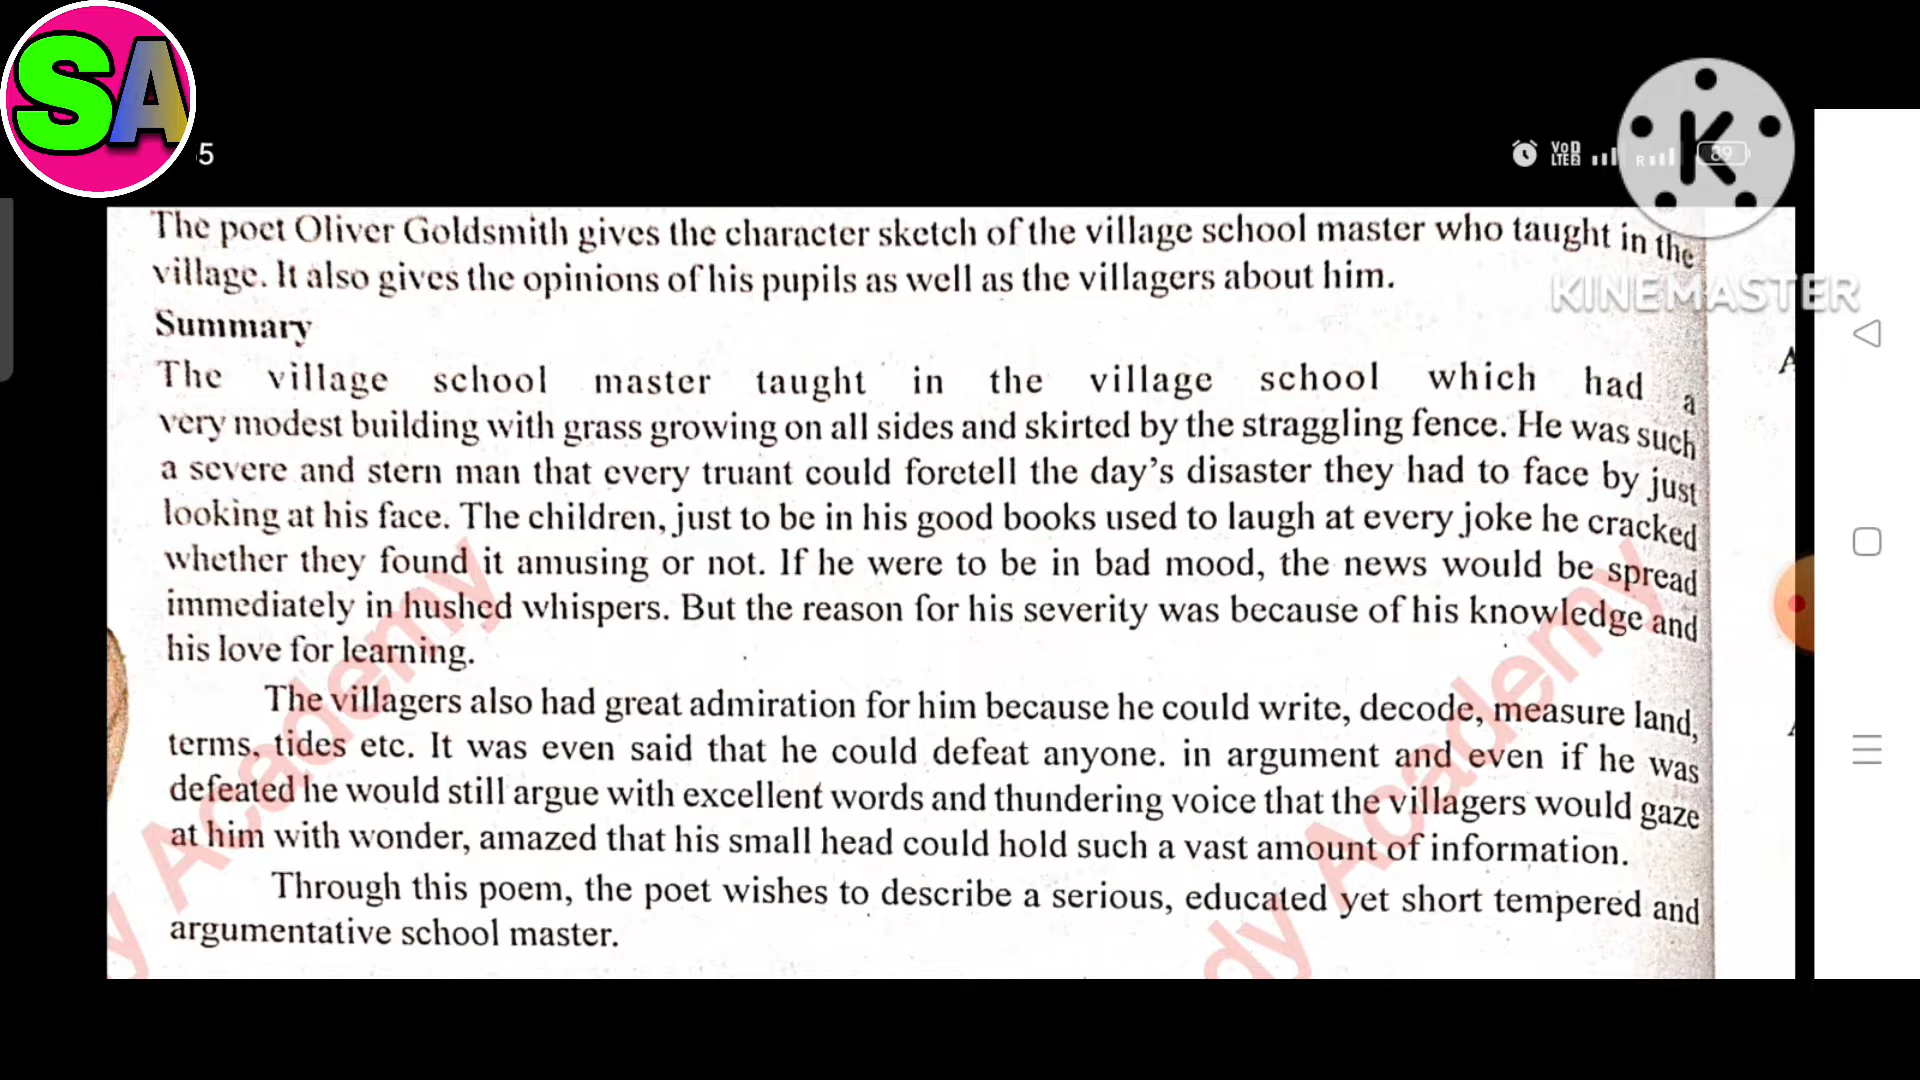 SA
5
VoD LTE2
R
89
K
KINEMASTER
The poet Oliver Goldsmith gives the character sketch of the village school master who taught in the
village. It also gives the opinions of his pupils as well as the villagers about him.
Summary
The village school master taught in the village school which had a
very modest building with grass growing on all sides and skirted by the straggling fence. He was such
a severe and stern man that every truant could foretell the day's disaster they had to face by just
looking at his face. The children, just to be in his good books used to laugh at every joke he cracked
whether they found it amusing or not. If he were to be in bad mood, the news would be spread
immediately in hushed whispers. But the reason for his severity was because of his knowledge and
his love for learning.
The villagers also had great admiration for him because he could write, decode, measure land,
terms, tides etc. It was even said that he could defeat anyone. in argument and even if he was
defeated he would still argue with excellent words and thundering voice that the villagers would gaze
at him with wonder, amazed that his small head could hold such a vast amount of information.
Through this poem, the poet wishes to describe a serious, educated yet short tempered and
argumentative school master.
y Academy
dy Academy
A